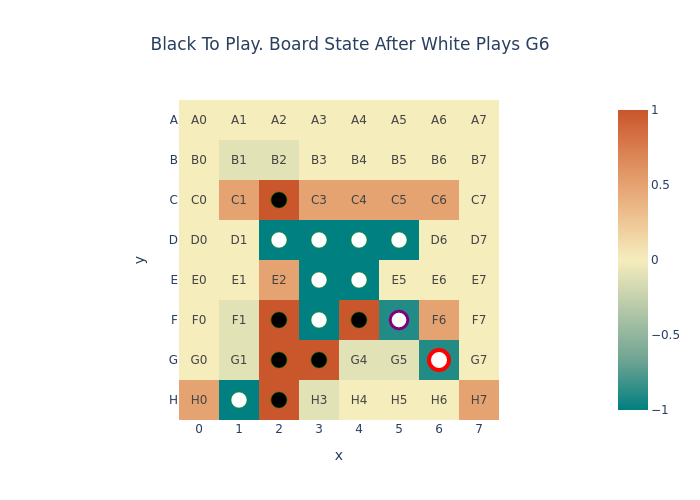 Black To Play. Board State After White Plays G6
A A0 A1 A2 A3 A4 A5 A6 A7
B B0 B1 B2 B3 B4 B5 B6 B7
C C0 C1 C3 C4 C5 C6 C7
D D0 D1 D6 D7
E E0 E1 E2 E5 E6 E7
F F0 F1 F6 F7
G G0 G1 G4 G5 G7
H H0 H3 H4 H5 H6 H7
0 1 2 3 4 5 6 7
x
y
1
0.5
0
−0.5
−1